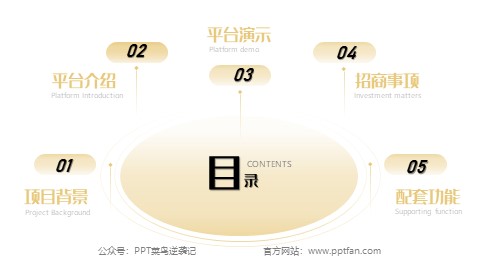 平台演示
Platform demo
02
03
04
平台介绍
Platform Introduction
招商事项
Investment matters
01
目录
CONTENTS
05
项目背景
Project Background
配套功能
Supporting function
公众号：PPT菜鸟逆袭记
官方网站：www.pptfan.com